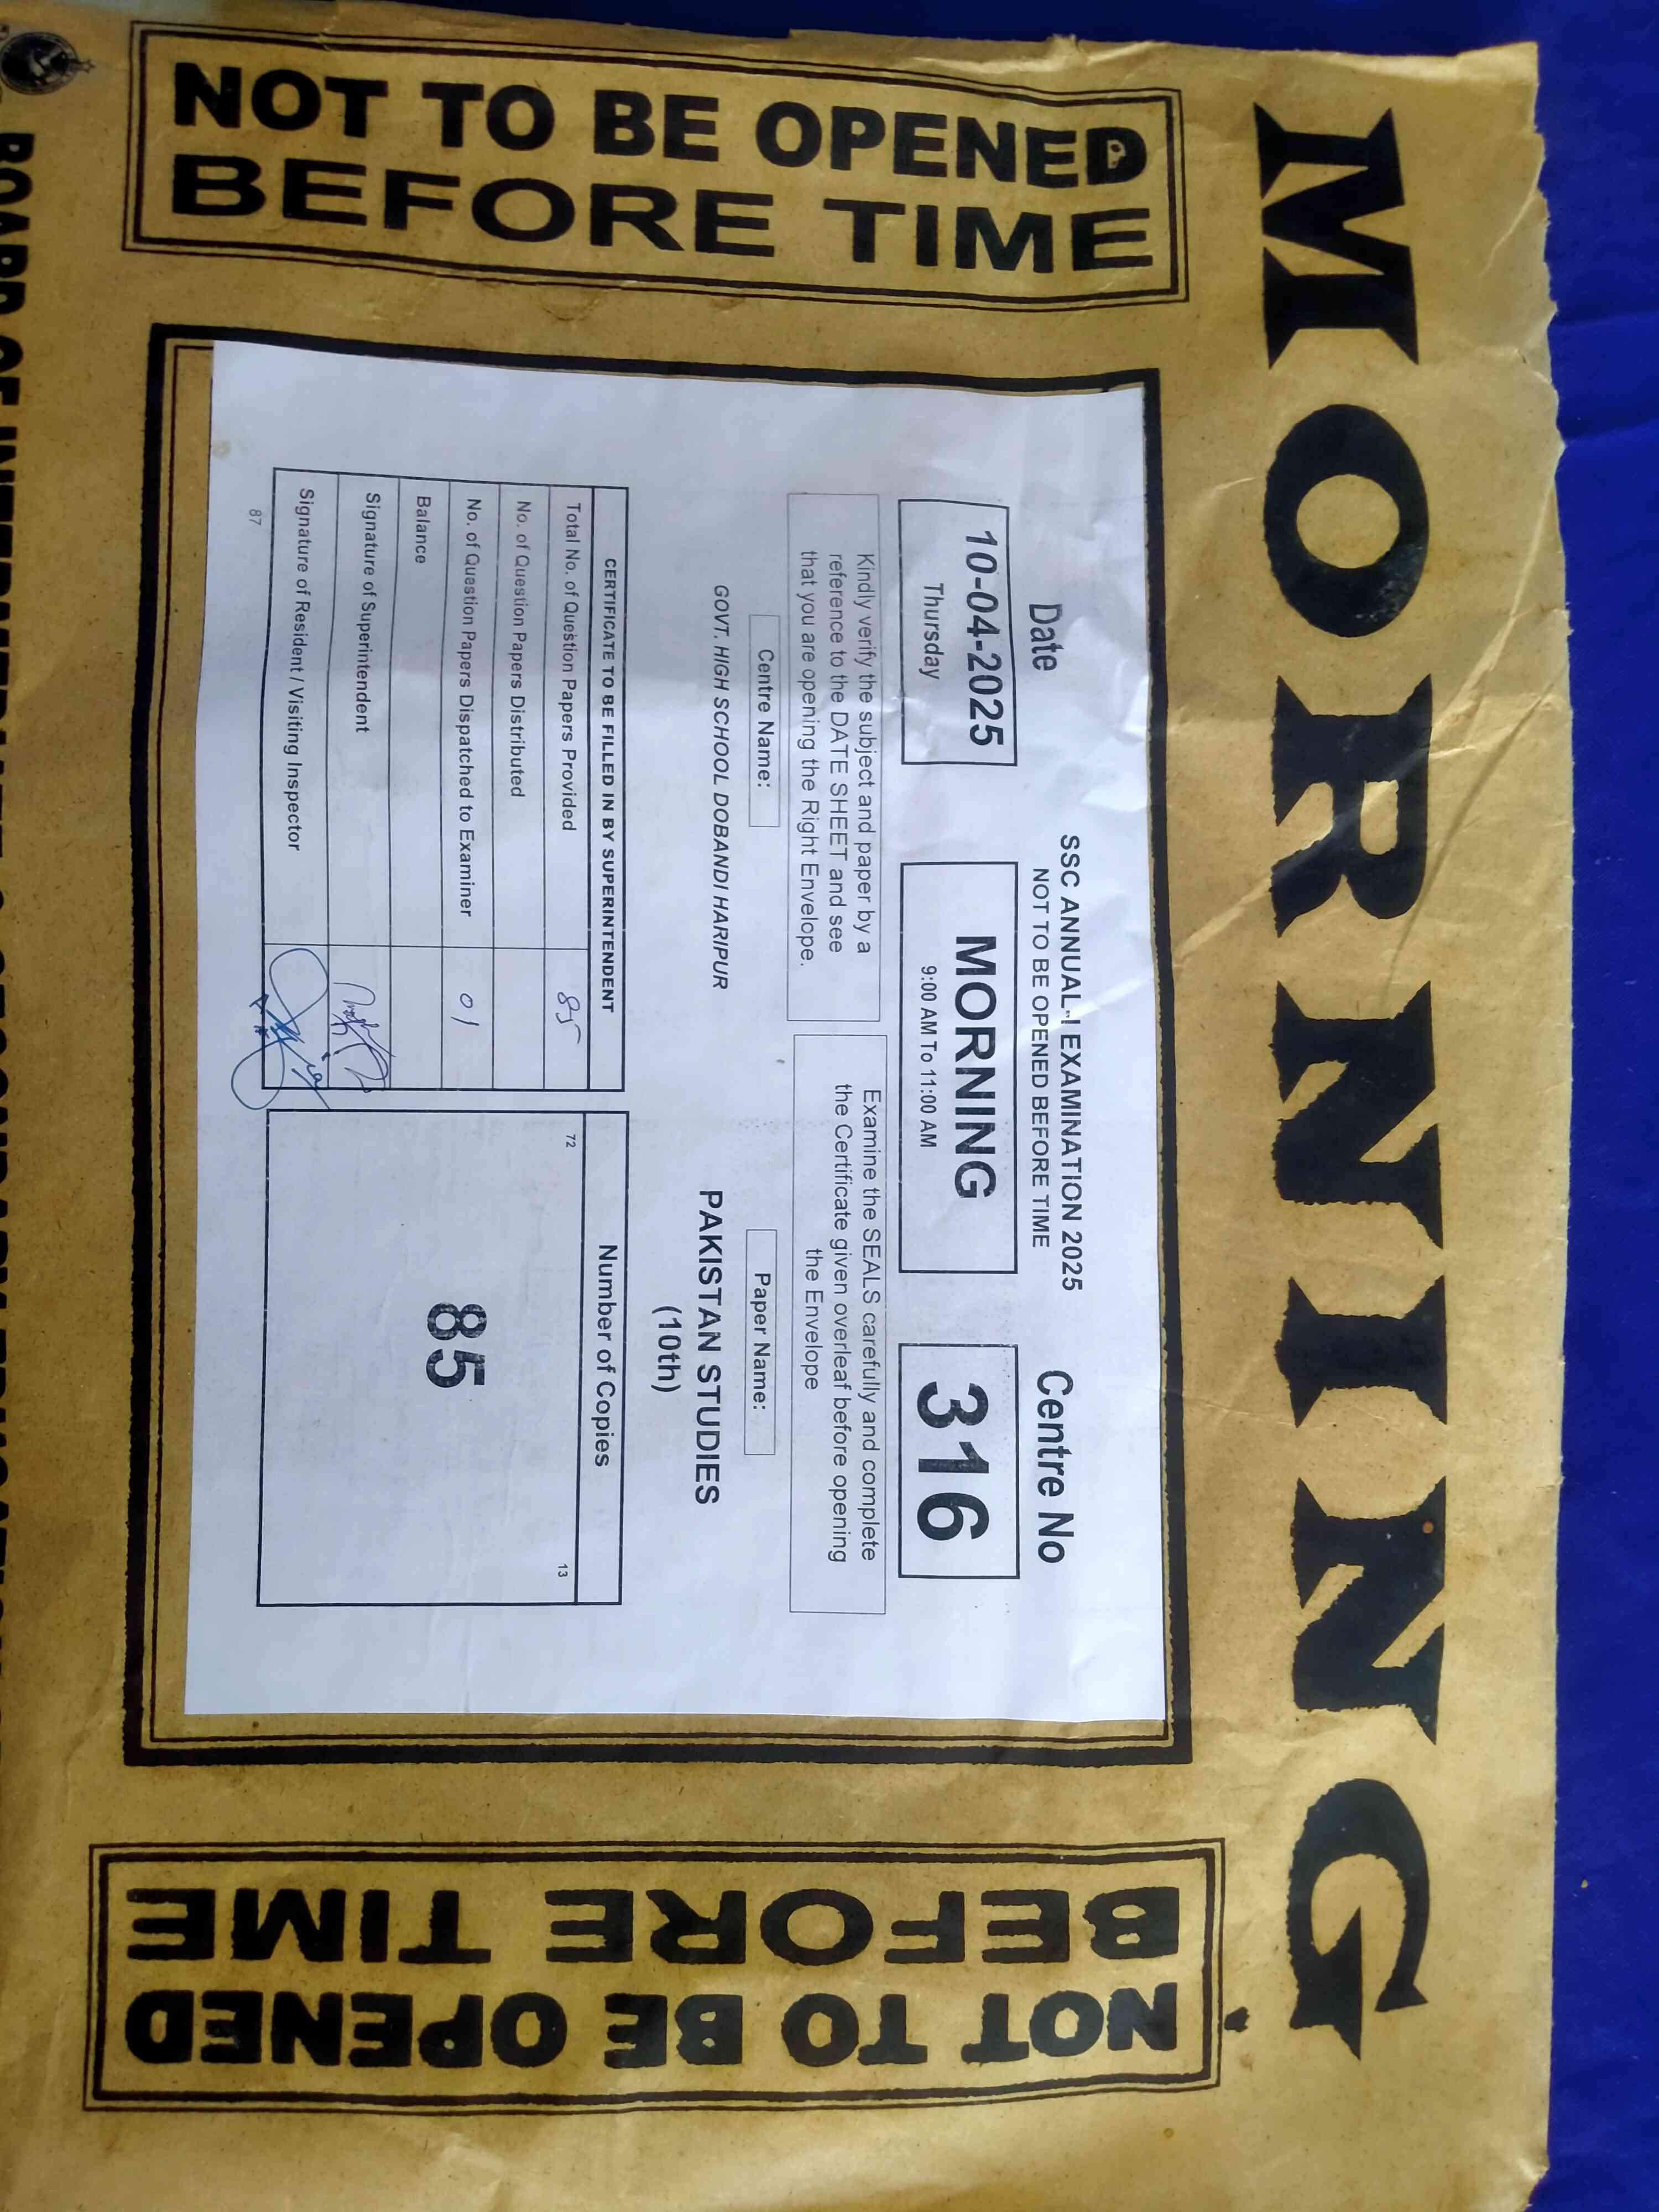 MORNING
NOT TO BE OPENED
BEFORE TIME
SSC ANNUAL-I EXAMINATION 2025
NOT TO BE OPENED BEFORE TIME
Date
Centre No
10-04-2025
Thursday
MORNING
9:00 AM To 11:00 AM
316
Kindly verify the subject and paper by a
reference to the DATE SHEET and see
that you are opening the Right Envelope.
Examine the SEALS carefully and complete
the Certificate given overleaf before opening
the Envelope
Centre Name:
Paper Name:
GOVT. HIGH SCHOOL DOBANDI HARIPUR
PAKISTAN STUDIES
(10th)
CERTIFICATE TO BE FILLED IN BY SUPERINTENDENT
Total No. of Question Papers Provided 85
No. of Question Papers Distributed
No. of Question Papers Dispatched to Examiner 01
Balance
Signature of Superintendent
Signature of Resident / Visiting Inspector
87
Number of Copies
72
13
85
NOT TO BE OPENED
BEFORE TIME
BOARD OF INTERMEDIATE & SECONDARY EDUCATION